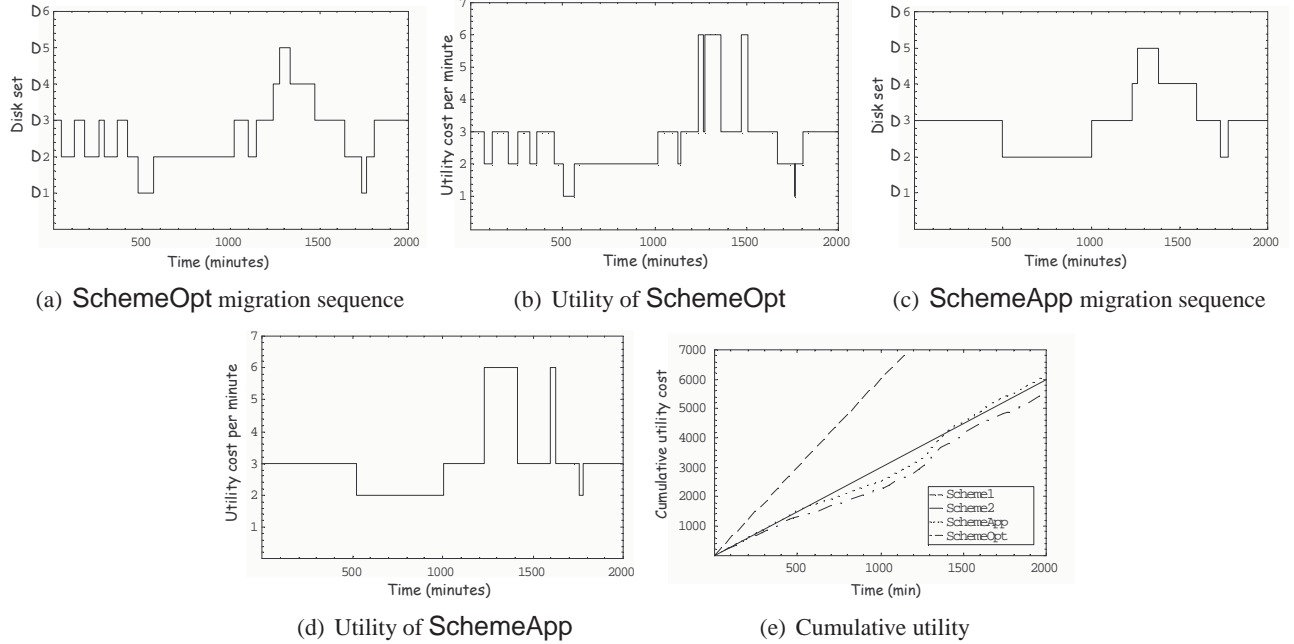 D6
D5
D4
D3
D2
D1
Disk set
500
1000
1500
2000
Time (minutes)
(a) SchemeOpt migration sequence
7
6
5
4
3
2
1
Utility cost per minute
500
1000
1500
2000
Time (minutes)
(b) Utility of SchemeOpt
D6
D5
D4
D3
D2
D1
Disk set
500
1000
1500
2000
Time (minutes)
(c) SchemeApp migration sequence
7
6
5
4
3
2
1
Utility cost per minute
500
1000
1500
2000
Time (minutes)
(d) Utility of SchemeApp
7000
6000
5000
4000
3000
2000
1000
Cumulative utility cost
Scheme1
Scheme2
SchemeApp
SchemeOpt
500
1000
1500
2000
Time (min)
(e) Cumulative utility